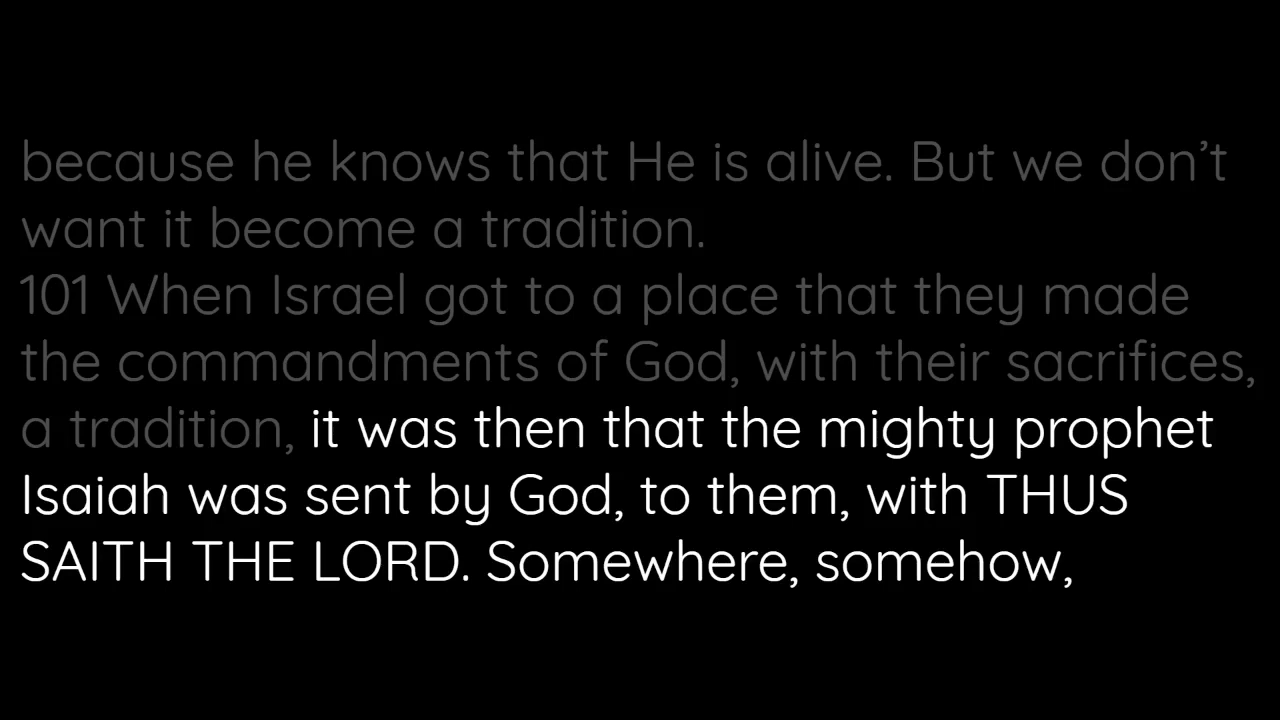 because he knows that He is alive. But we don’t
want it become a tradition.
101 When Israel got to a place that they made
the commandments of God, with their sacrifices,
a tradition, it was then that the mighty prophet
Isaiah was sent by God, to them, with THUS
SAITH THE LORD. Somewhere, somehow,